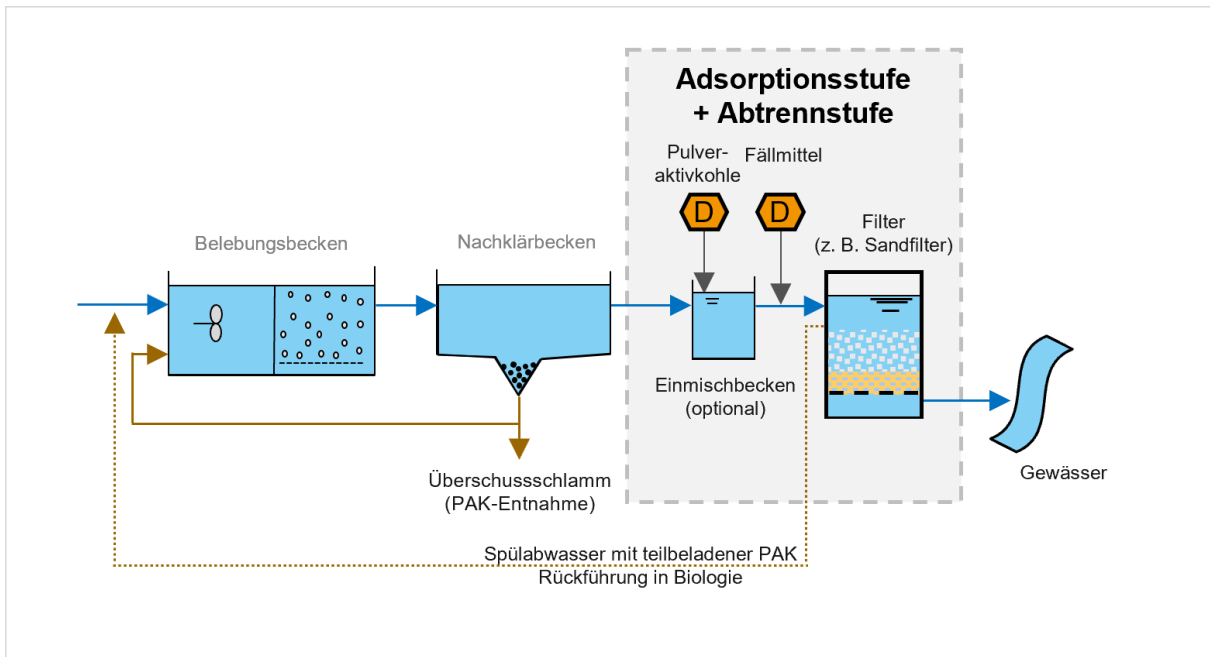 Adsorptionsstufe
+ Abtrennstufe
Pulver-
aktivkohle
Fällmittel
D
D
Belebungsbecken
Nachklärbecken
Filter
(z. B. Sandfilter)
Einmischbecken
(optional)
Überschussschlamm
(PAK-Entnahme)
Gewässer
Spülabwasser mit teilbeladener PAK
Rückführung in Biologie